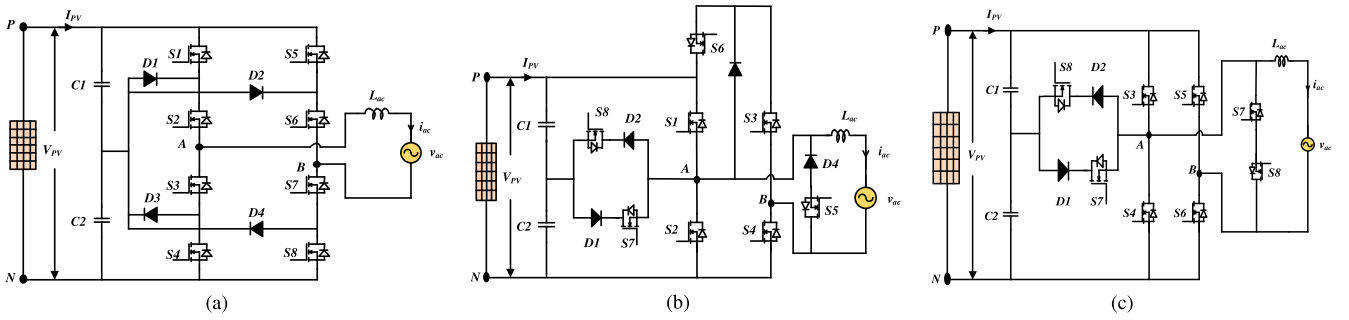 P
I_PV
C1
V_PV
C2
N
D1
D2
D3
D4
S1
S2
S3
S4
S5
S6
S7
S8
A
B
L_ac
i_ac
v_ac
(a)
P
I_PV
C1
V_PV
C2
N
S8
D2
D1
S7
S6
S1
S3
A
B
S2
S4
L_ac
D4
S5
i_ac
v_ac
(b)
P
I_PV
C1
V_PV
C2
N
S8
D2
D1
S7
S3
S5
A
B
S4
S6
L_ac
S7
S8
i_ac
v_ac
(c)